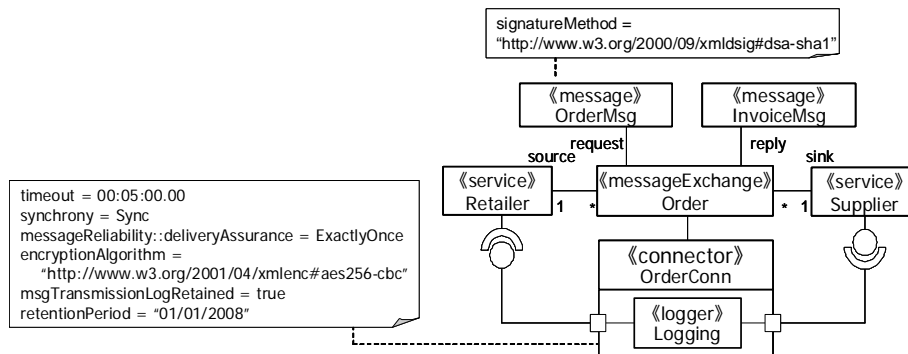 signatureMethod =
"http://www.w3.org/2000/09/xmldsig#dsa-sha1"
《message》
OrderMsg
《message》
InvoiceMsg
request
reply
source
sink
《service》
Retailer
1
*
《messageExchange》
Order
*
1
《service》
Supplier
timeout = 00:05:00.00
synchrony = Sync
messageReliability::deliveryAssurance = ExactlyOnce
encryptionAlgorithm =
"http://www.w3.org/2001/04/xmlenc#aes256-cbc"
msgTransmissionLogRetained = true
retentionPeriod = "01/01/2008"
《connector》
OrderConn
《logger》
Logging